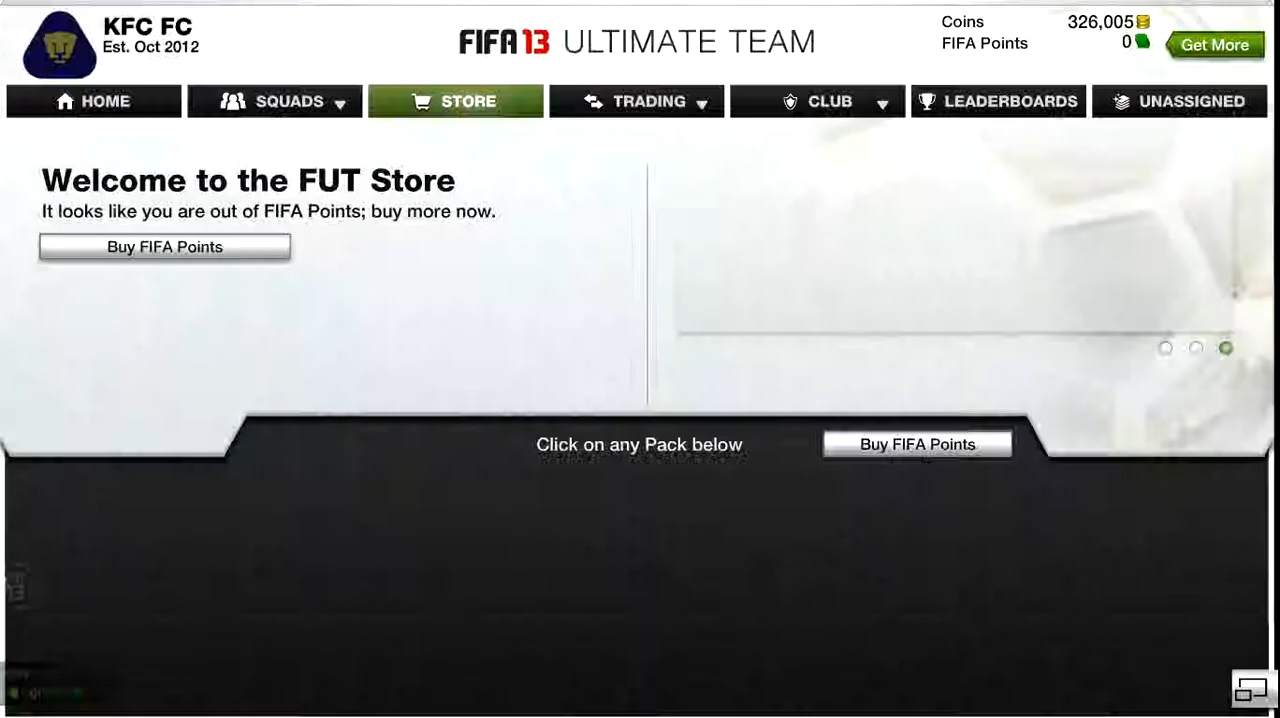 KFC FC
Est. Oct 2012
FIFA 13 ULTIMATE TEAM
Coins 326,005
FIFA Points 0
Get More
HOME SQUADS STORE TRADING CLUB LEADERBOARDS UNASSIGNED
Welcome to the FUT Store
It looks like you are out of FIFA Points; buy more now.
Buy FIFA Points
Click on any Pack below
Buy FIFA Points